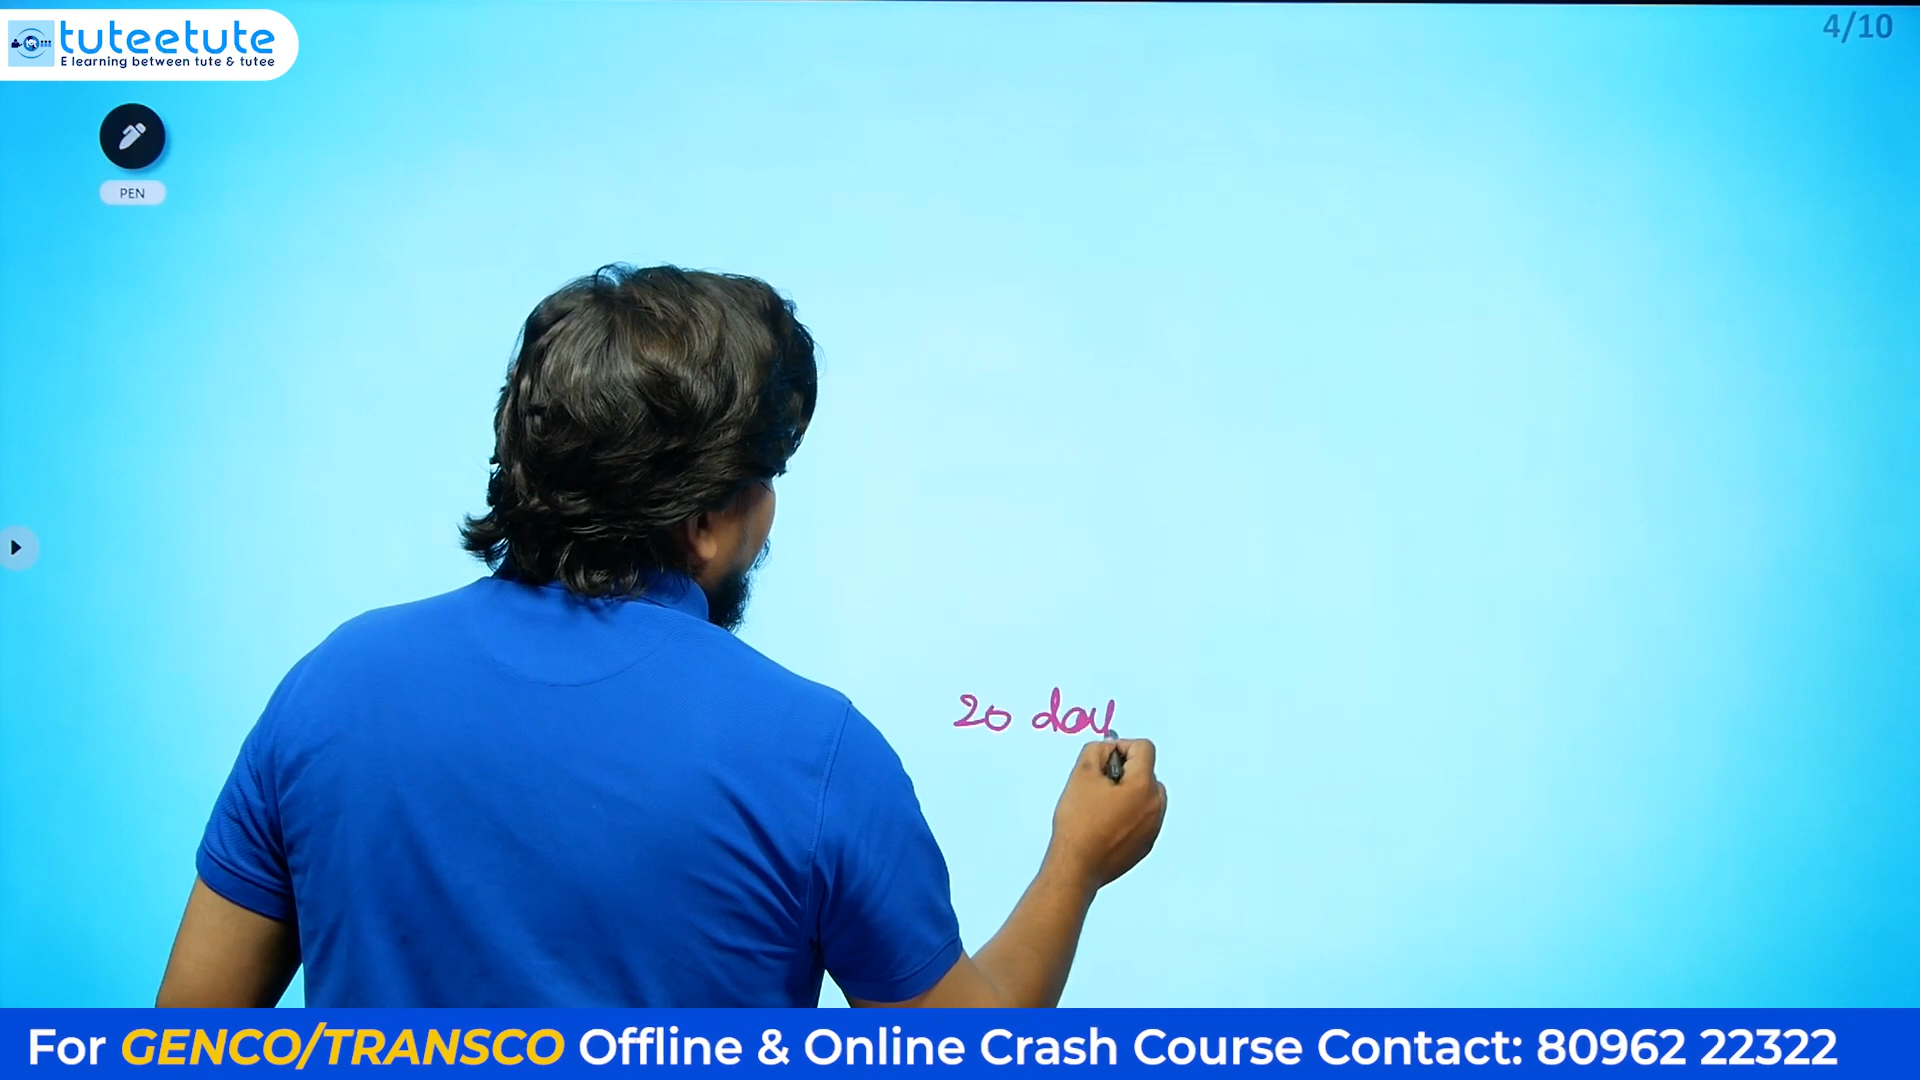 tuteetute
E learning between tute & tutee
4/10
PEN
20 day
For GENCO/TRANSCO Offline & Online Crash Course Contact: 80962 22322